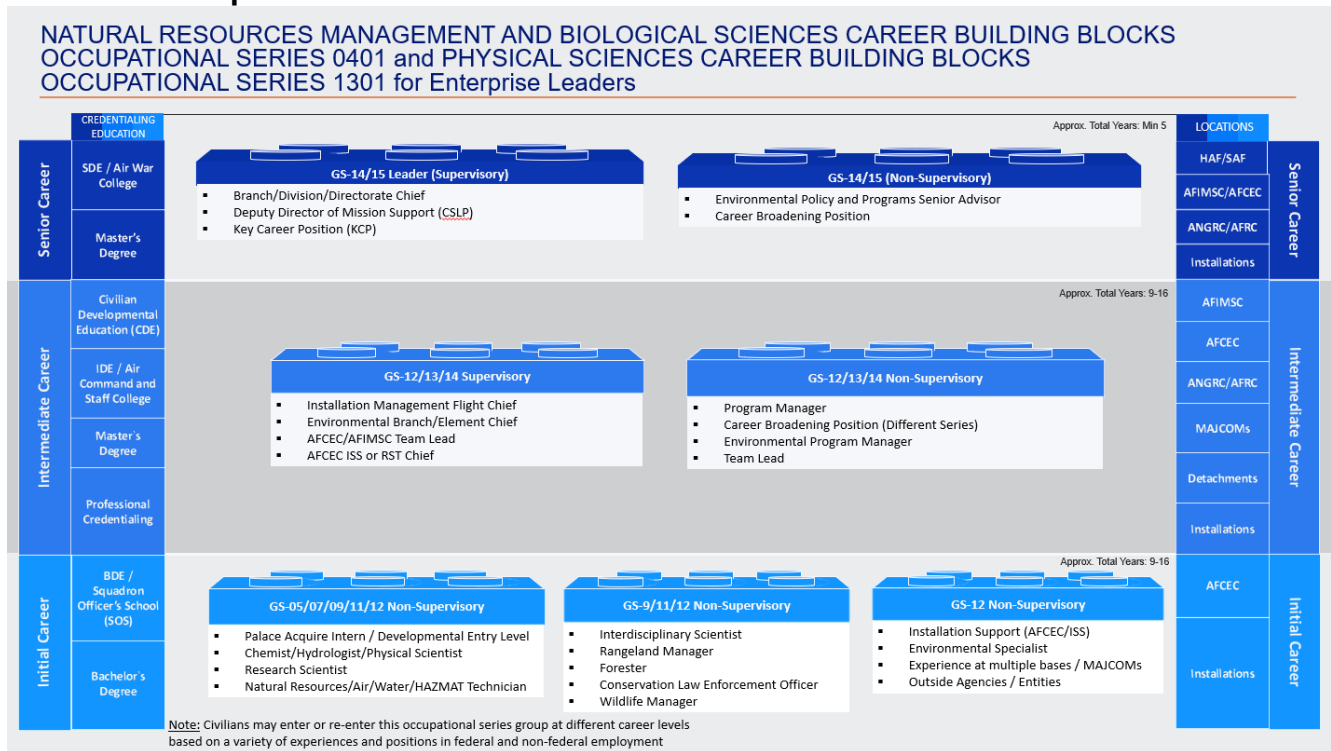 NATURAL RESOURCES MANAGEMENT AND BIOLOGICAL SCIENCES CAREER BUILDING BLOCKS
OCCUPATIONAL SERIES 0401 and PHYSICAL SCIENCES CAREER BUILDING BLOCKS
OCCUPATIONAL SERIES 1301 for Enterprise Leaders
CREDENTIALING
EDUCATION
Approx. Total Years: Min 5
LOCATIONS
Senior Career
SDE / Air War
College
Master's
Degree
GS-14/15 Leader (Supervisory)
▪ Branch/Division/Directorate Chief
▪ Deputy Director of Mission Support (CSLP)
▪ Key Career Position (KCP)
GS-14/15 (Non-Supervisory)
▪ Environmental Policy and Programs Senior Advisor
▪ Career Broadening Position
HAF/SAF
AFIMSC/AFCEC
ANGRC/AFRC
Installations
Senior Career
Intermediate Career
Civilian
Developmental
Education (CDE)
IDE / Air
Command and
Staff College
Master`s
Degree
Professional
Credentialing
Approx. Total Years: 9-16
GS-12/13/14 Supervisory
▪ Installation Management Flight Chief
▪ Environmental Branch/Element Chief
▪ AFCEC/AFIMSC Team Lead
▪ AFCEC ISS or RST Chief
GS-12/13/14 Non-Supervisory
▪ Program Manager
▪ Career Broadening Position (Different Series)
▪ Environmental Program Manager
▪ Team Lead
AFIMSC
AFCEC
ANGRC/AFRC
MAJCOMs
Detachments
Installations
Intermediate Career
Initial Career
BDE /
Squadron
Officer's School
(SOS)
Bachelor`s
Degree
Approx. Total Years: 9-16
GS-05/07/09/11/12 Non-Supervisory
▪ Palace Acquire Intern / Developmental Entry Level
▪ Chemist/Hydrologist/Physical Scientist
▪ Research Scientist
▪ Natural Resources/Air/Water/HAZMAT Technician
GS-9/11/12 Non-Supervisory
▪ Interdisciplinary Scientist
▪ Rangeland Manager
▪ Forester
▪ Conservation Law Enforcement Officer
▪ Wildlife Manager
GS-12 Non-Supervisory
▪ Installation Support (AFCEC/ISS)
▪ Environmental Specialist
▪ Experience at multiple bases / MAJCOMs
▪ Outside Agencies / Entities
AFCEC
Installations
Initial Career
Note: Civilians may enter or re-enter this occupational series group at different career levels
based on a variety of experiences and positions in federal and non-federal employment